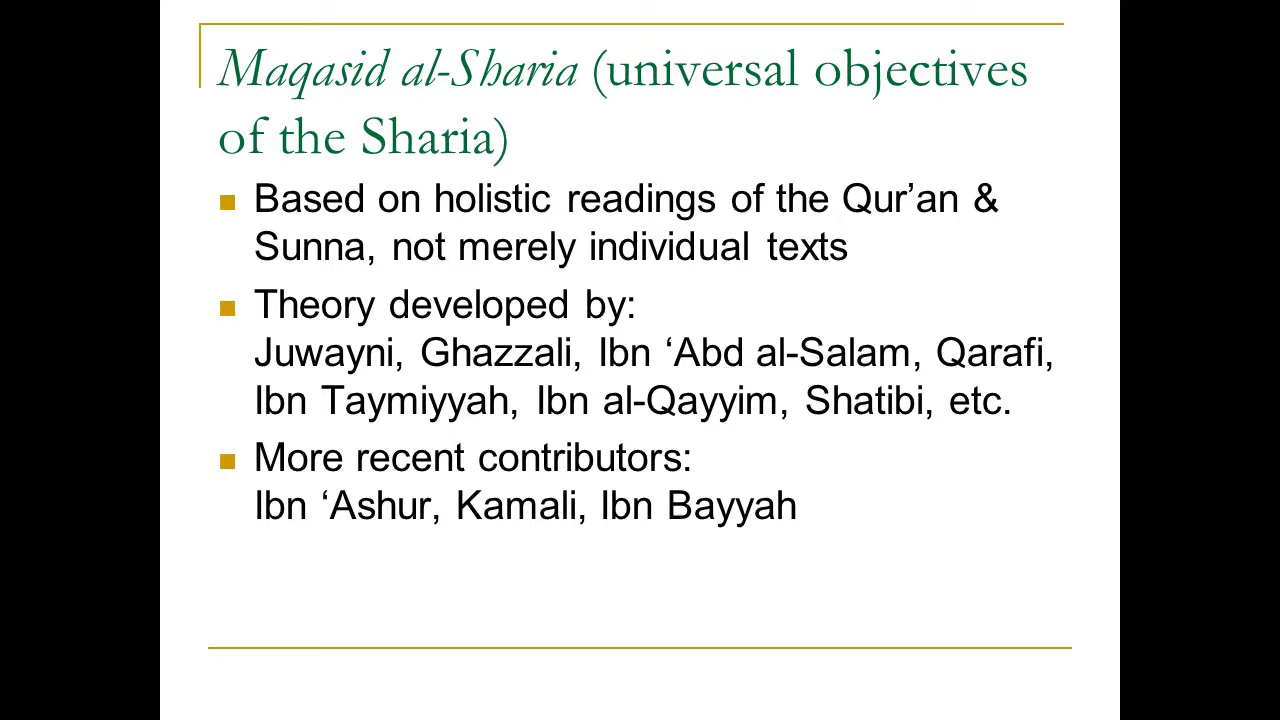 Maqasid al-Sharia (universal objectives
of the Sharia)
Based on holistic readings of the Qur’an &
Sunna, not merely individual texts
Theory developed by:
Juwayni, Ghazzali, Ibn ‘Abd al-Salam, Qarafi,
Ibn Taymiyyah, Ibn al-Qayyim, Shatibi, etc.
More recent contributors:
Ibn ‘Ashur, Kamali, Ibn Bayyah